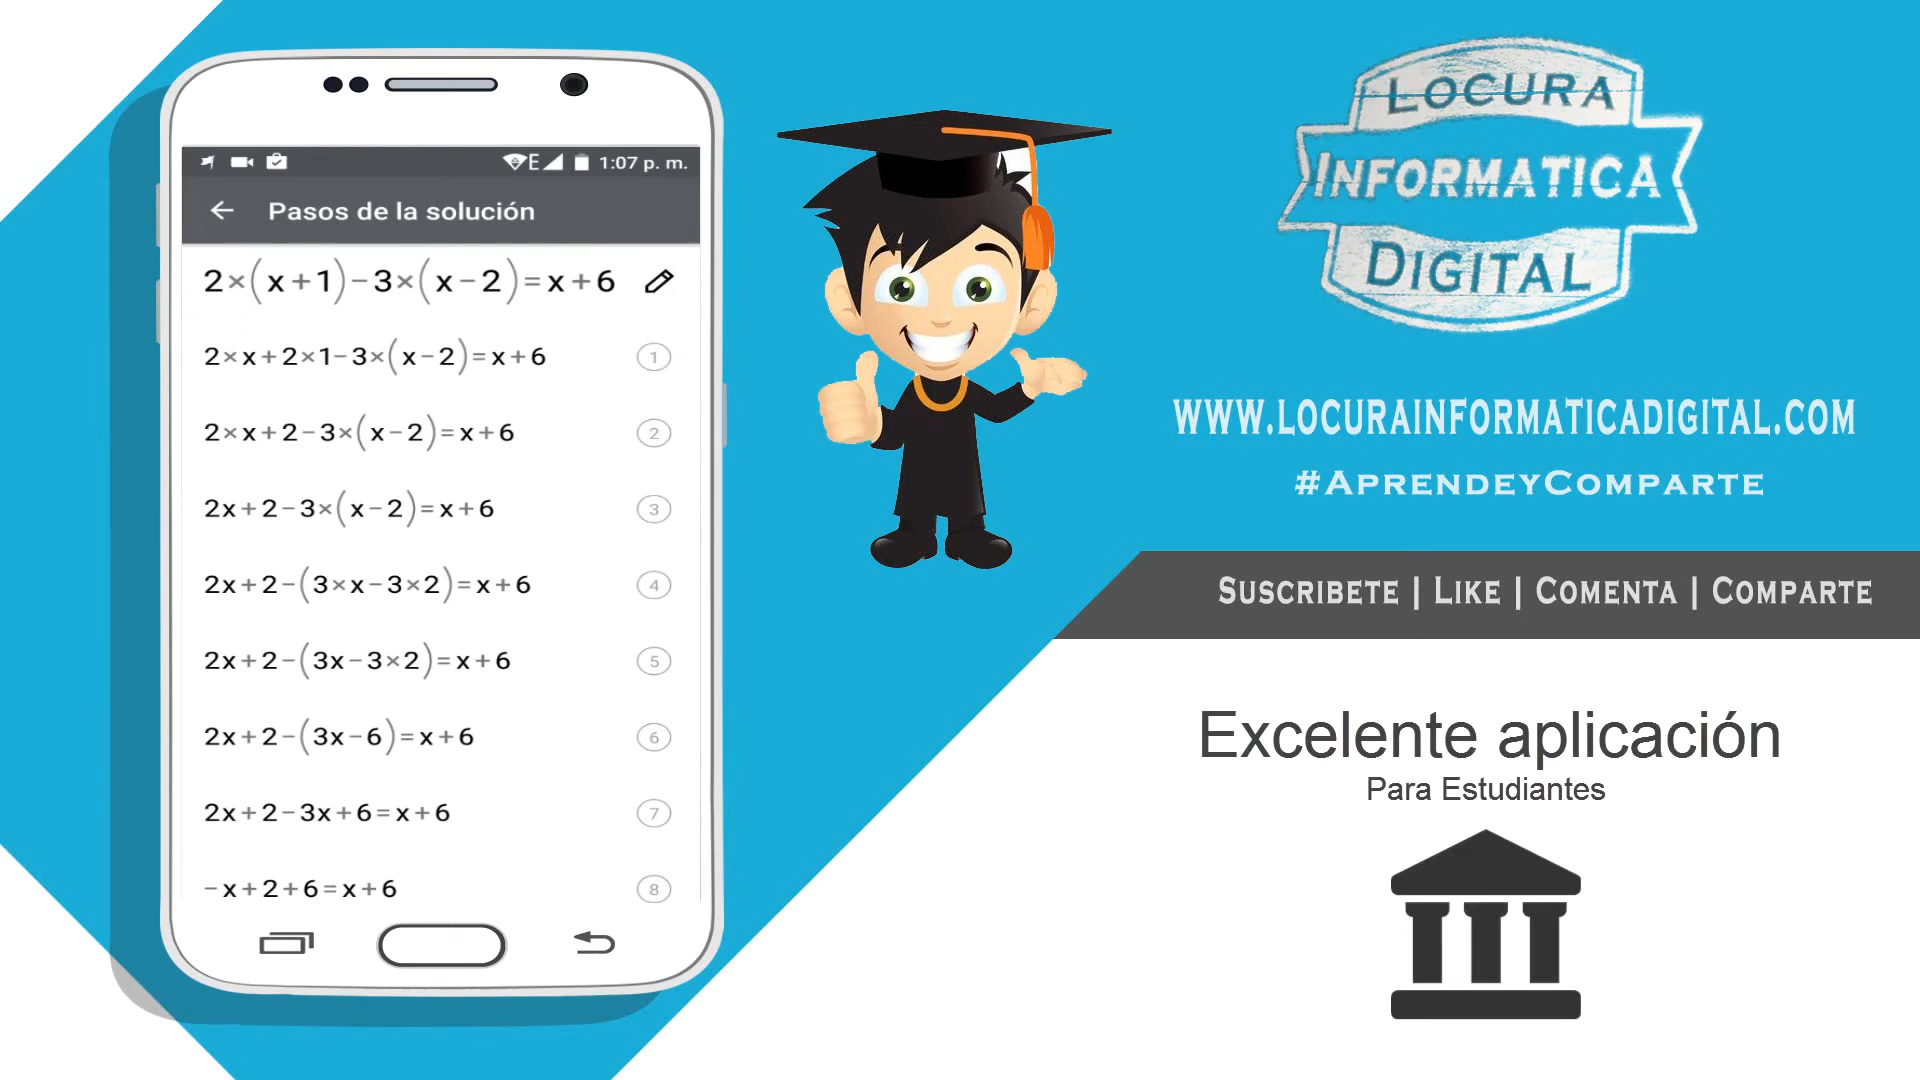 E 1:07 p. m.
Pasos de la solución
2×(x+1)-3×(x-2)=x+6
2×x+2×1-3×(x-2)=x+6 1
2×x+2-3×(x-2)=x+6 2
2x+2-3×(x-2)=x+6 3
2x+2-(3×x-3×2)=x+6 4
2x+2-(3x-3×2)=x+6 5
2x+2-(3x-6)=x+6 6
2x+2-3x+6=x+6 7
-x+2+6=x+6 8
LOCURA
INFORMATICA
DIGITAL
WWW.LOCURAINFORMATICADIGITAL.COM
#APRENDEYCOMPARTE
SUSCRIBETE | LIKE | COMENTA | COMPARTE
Excelente aplicación
Para Estudiantes